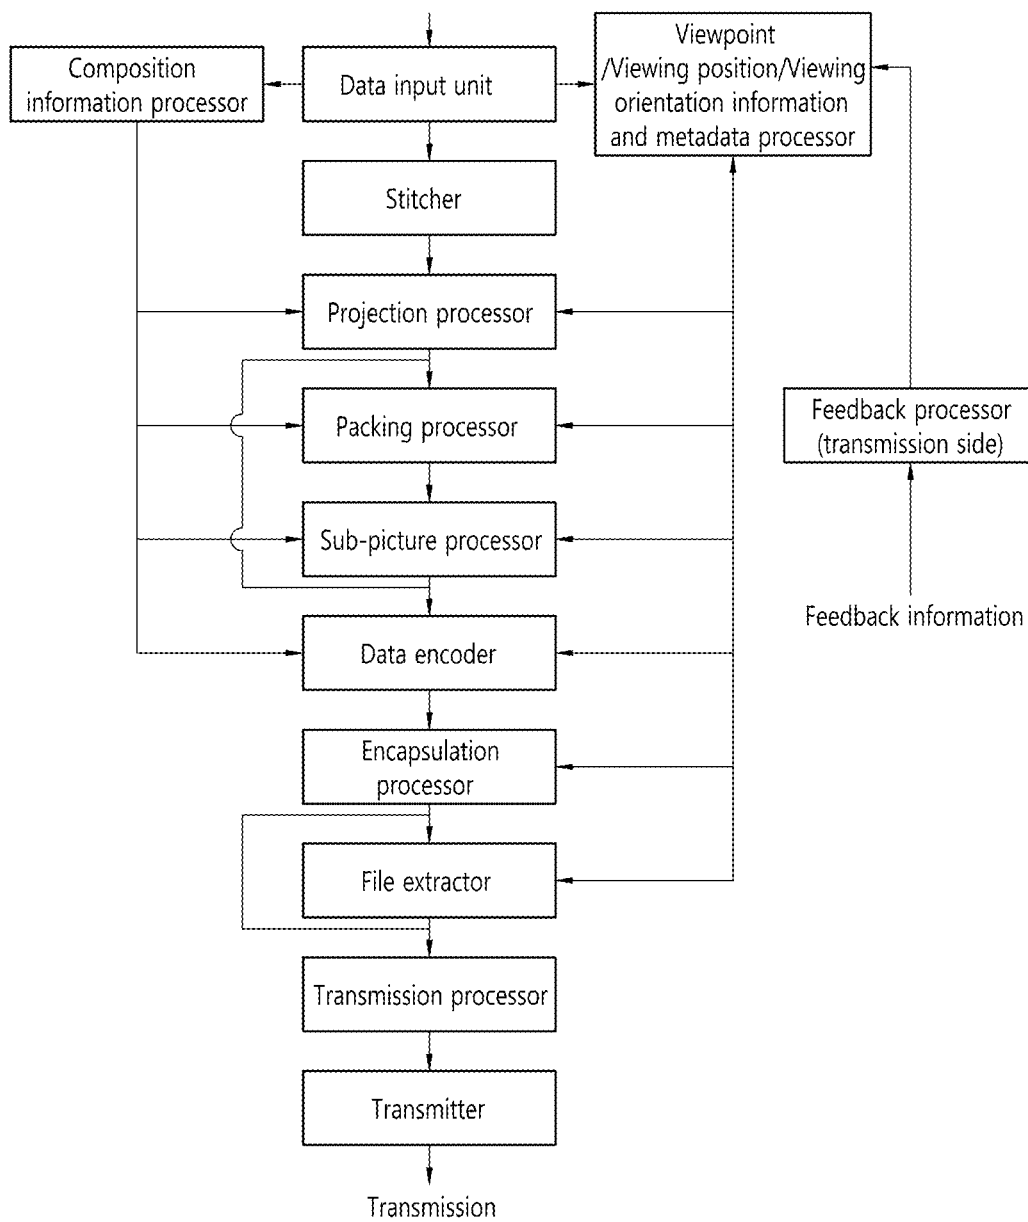 Composition
information processor
Data input unit
Viewpoint
/Viewing position/Viewing
orientation information
and metadata processor
Stitcher
Projection processor
Packing processor
Feedback processor
(transmission side)
Sub-picture processor
Feedback information
Data encoder
Encapsulation
processor
File extractor
Transmission processor
Transmitter
Transmission